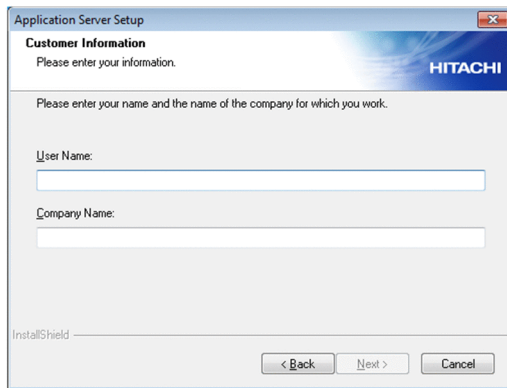 Application Server Setup
Customer Information
Please enter your information.
HITACHI
Please enter your name and the name of the company for which you work.
User Name:
Company Name:
InstallShield
< Back
Next >
Cancel